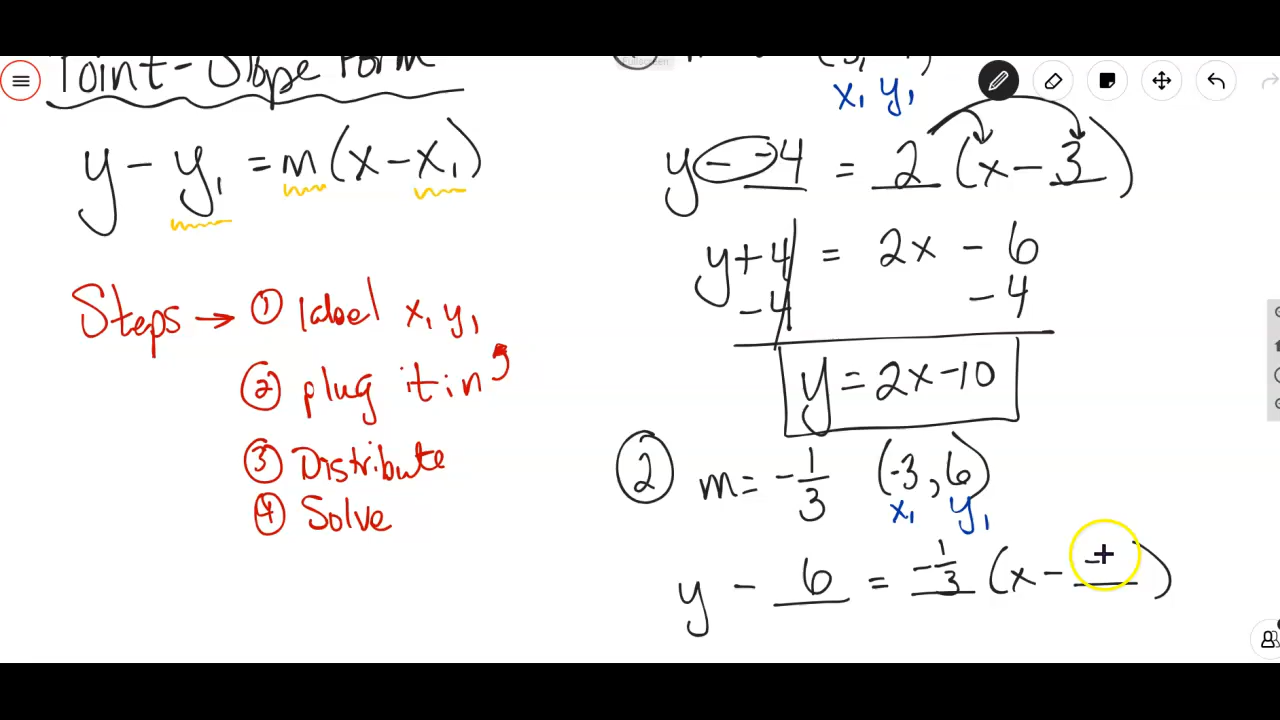 Point-Slope Form
y - y₁ = m(x - x₁)
Steps → ① label x₁ y₁
② plug it in
③ Distribute
④ Solve
x₁ y₁
y - -4 = 2 (x - 3)
y + 4 = 2x - 6
-4 - 4
y = 2x - 10
② m = -1/3 (-3, 6)
x₁ y₁
y - 6 = -1/3 (x - - )